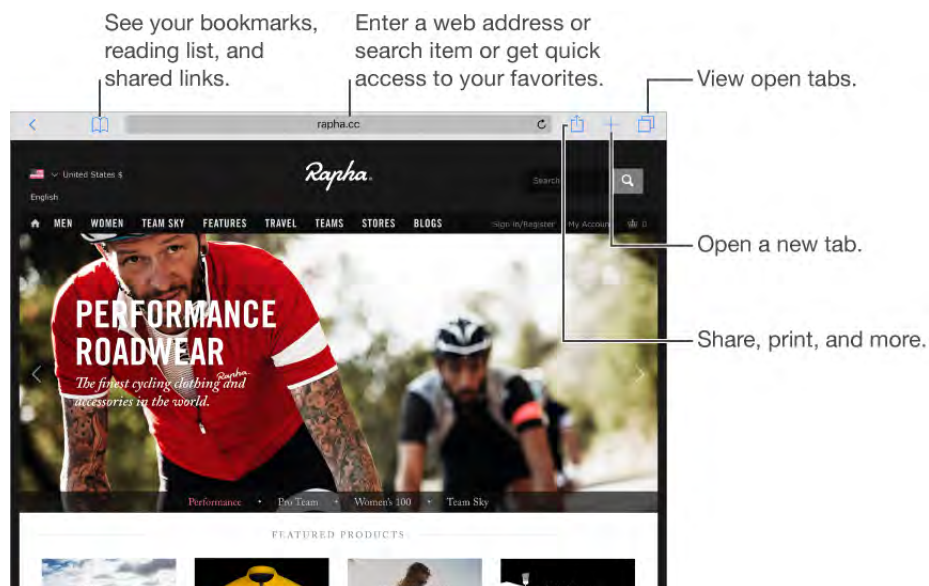 See your bookmarks,
reading list, and
shared links.
Enter a web address or
search item or get quick
access to your favorites.
View open tabs.
rapha.cc
United States $
Rapha.
Search
English
MEN WOMEN TEAM SKY FEATURES TRAVEL TEAMS STORES BLOGS Sign In/Register My Account 0
Open a new tab.
PERFORMANCE
ROADWEAR
Share, print, and more.
Rapha
The finest cycling clothing and
accessories in the world.
Performance • Pro Team • Women's 100 • Team Sky
FEATURED PRODUCTS